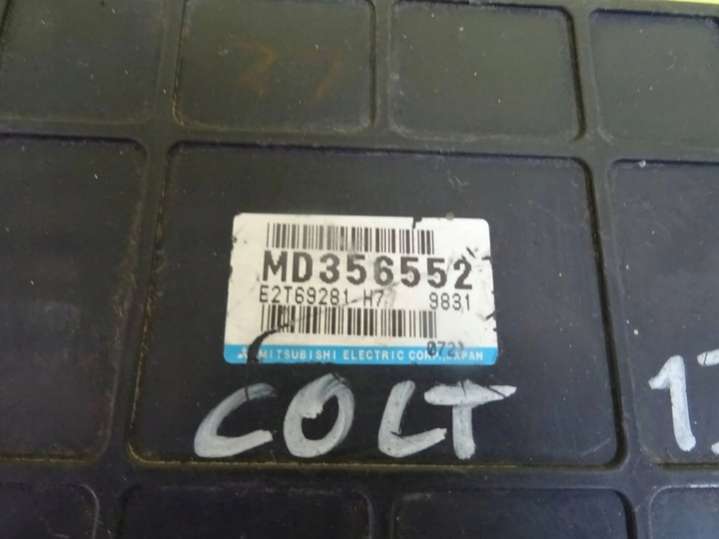 MD356552
E2T69281 H7 9831
0721
MITSUBISHI ELECTRIC CORP. JAPAN
COLT